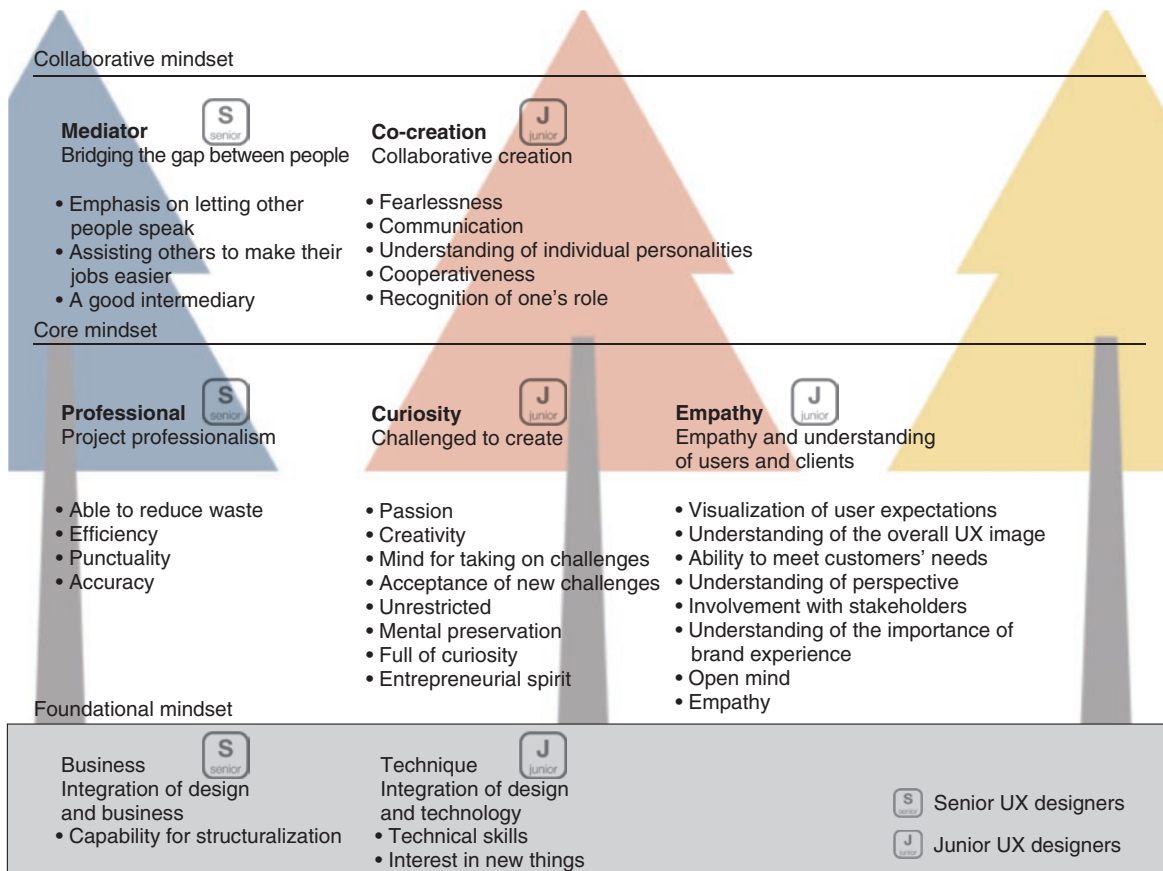 Collaborative mindset
S
senior
Mediator
Bridging the gap between people
• Emphasis on letting other
people speak
• Assisting others to make their
jobs easier
• A good intermediary
J
junior
Co-creation
Collaborative creation
• Fearlessness
• Communication
• Understanding of individual personalities
• Cooperativeness
• Recognition of one's role
Core mindset
S
senior
Professional
Project professionalism
• Able to reduce waste
• Efficiency
• Punctuality
• Accuracy
J
junior
Curiosity
Challenged to create
• Passion
• Creativity
• Mind for taking on challenges
• Acceptance of new challenges
• Unrestricted
• Mental preservation
• Full of curiosity
• Entrepreneurial spirit
J
junior
Empathy
Empathy and understanding
of users and clients
• Visualization of user expectations
• Understanding of the overall UX image
• Ability to meet customers' needs
• Understanding of perspective
• Involvement with stakeholders
• Understanding of the importance of
brand experience
• Open mind
• Empathy
Foundational mindset
S
senior
Business
Integration of design
and business
• Capability for structuralization
J
junior
Technique
Integration of design
and technology
• Technical skills
• Interest in new things
S
senior
Senior UX designers
J
junior
Junior UX designers